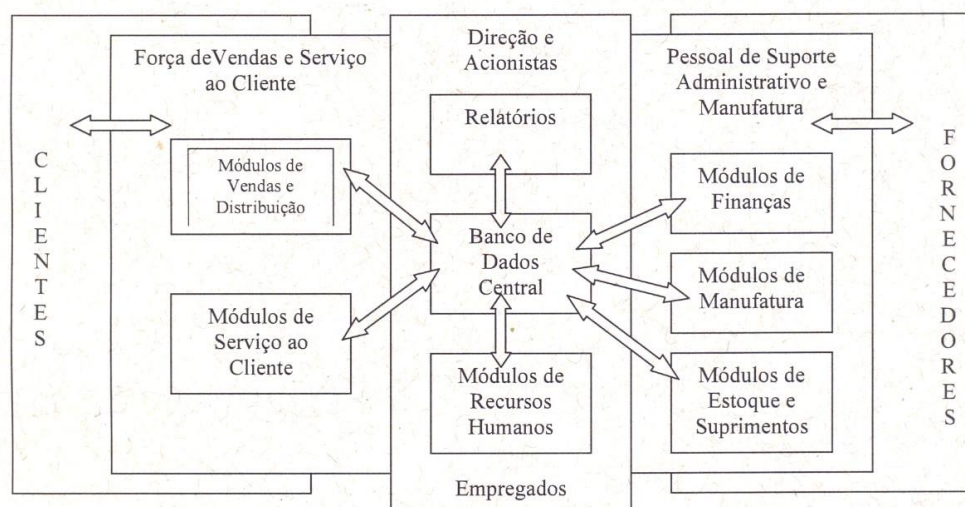 CLIENTES
Força deVendas e Serviço
ao Cliente
Módulos de
Vendas e
Distribuição
Módulos de
Serviço ao
Cliente
Direção e
Acionistas
Relatórios
Banco de
Dados
Central
Módulos de
Recursos
Humanos
Empregados
Pessoal de Suporte
Administrativo e
Manufatura
Módulos de
Finanças
Módulos de
Manufatura
Módulos de
Estoque e
Suprimentos
FORNECEDORES